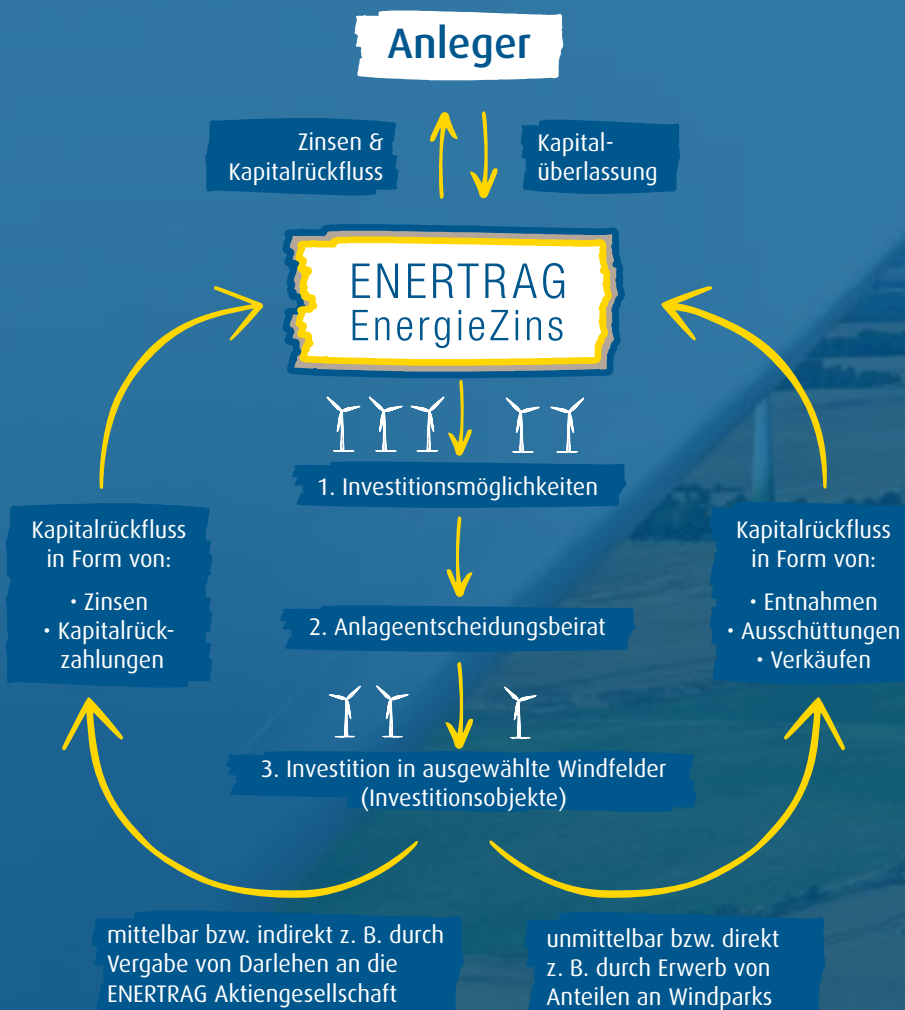 Anleger
Zinsen &
Kapitalrückfluss
Kapital-
überlassung
ENERTRAG
EnergieZins
1. Investitionsmöglichkeiten
Kapitalrückfluss
in Form von:
• Zinsen
• Kapitalrück-
zahlungen
2. Anlageentscheidungsbeirat
Kapitalrückfluss
in Form von:
• Entnahmen
• Ausschüttungen
• Verkäufen
3. Investition in ausgewählte Windfelder
(Investitionsobjekte)
mittelbar bzw. indirekt z. B. durch
Vergabe von Darlehen an die
ENERTRAG Aktiengesellschaft
unmittelbar bzw. direkt
z. B. durch Erwerb von
Anteilen an Windparks